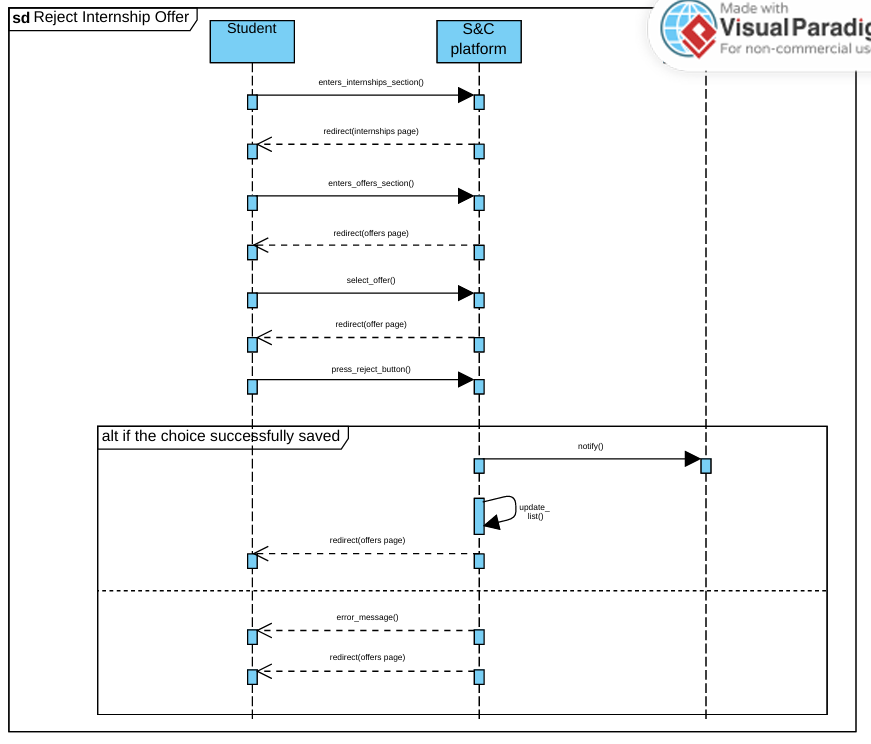 sd Reject Internship Offer
Student
S&C
platform
Made with
Visual Paradig
For non-commercial us
enters_internships_section()
redirect(internships page)
enters_offers_section()
redirect(offers page)
select_offer()
redirect(offer page)
press_reject_button()
alt if the choice successfully saved
notify()
update_
list()
redirect(offers page)
error_message()
redirect(offers page)